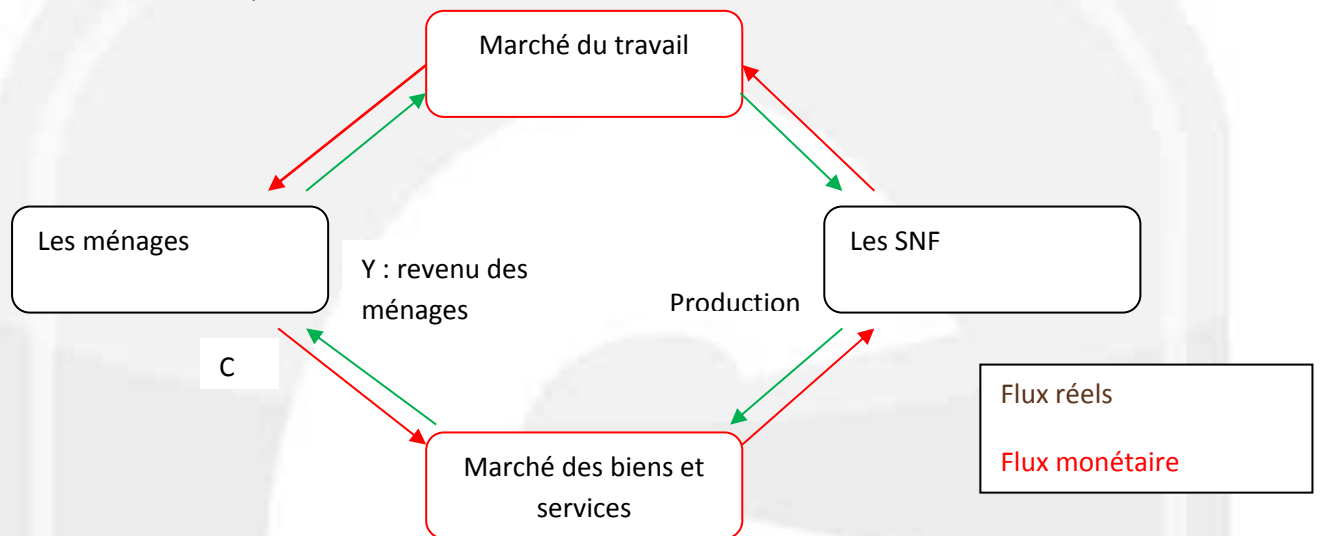 Marché du travail
Les ménages
Les SNF
Y : revenu des
ménages
Production
C
Flux réels
Flux monétaire
Marché des biens et
services